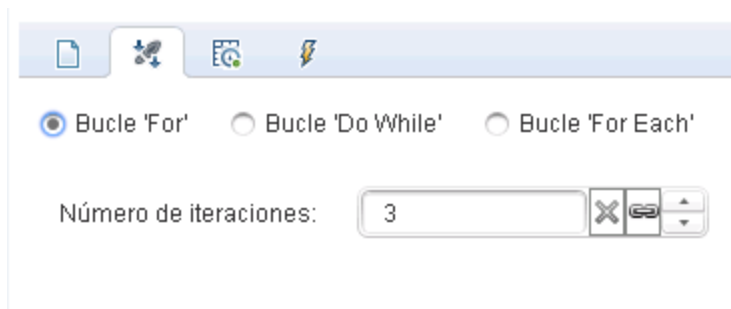 Bucle 'For' Bucle 'Do While' Bucle 'For Each'
Número de iteraciones: 3